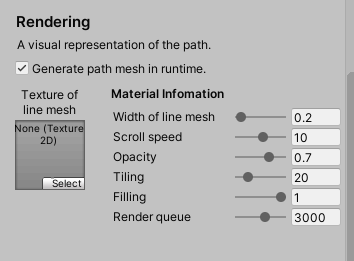 Rendering
A visual representation of the path.
Generate path mesh in runtime.
Texture of
line mesh
None (Texture
2D)
Select
Material Infomation
Width of line mesh 0.2
Scroll speed 10
Opacity 0.7
Tiling 20
Filling 1
Render queue 3000